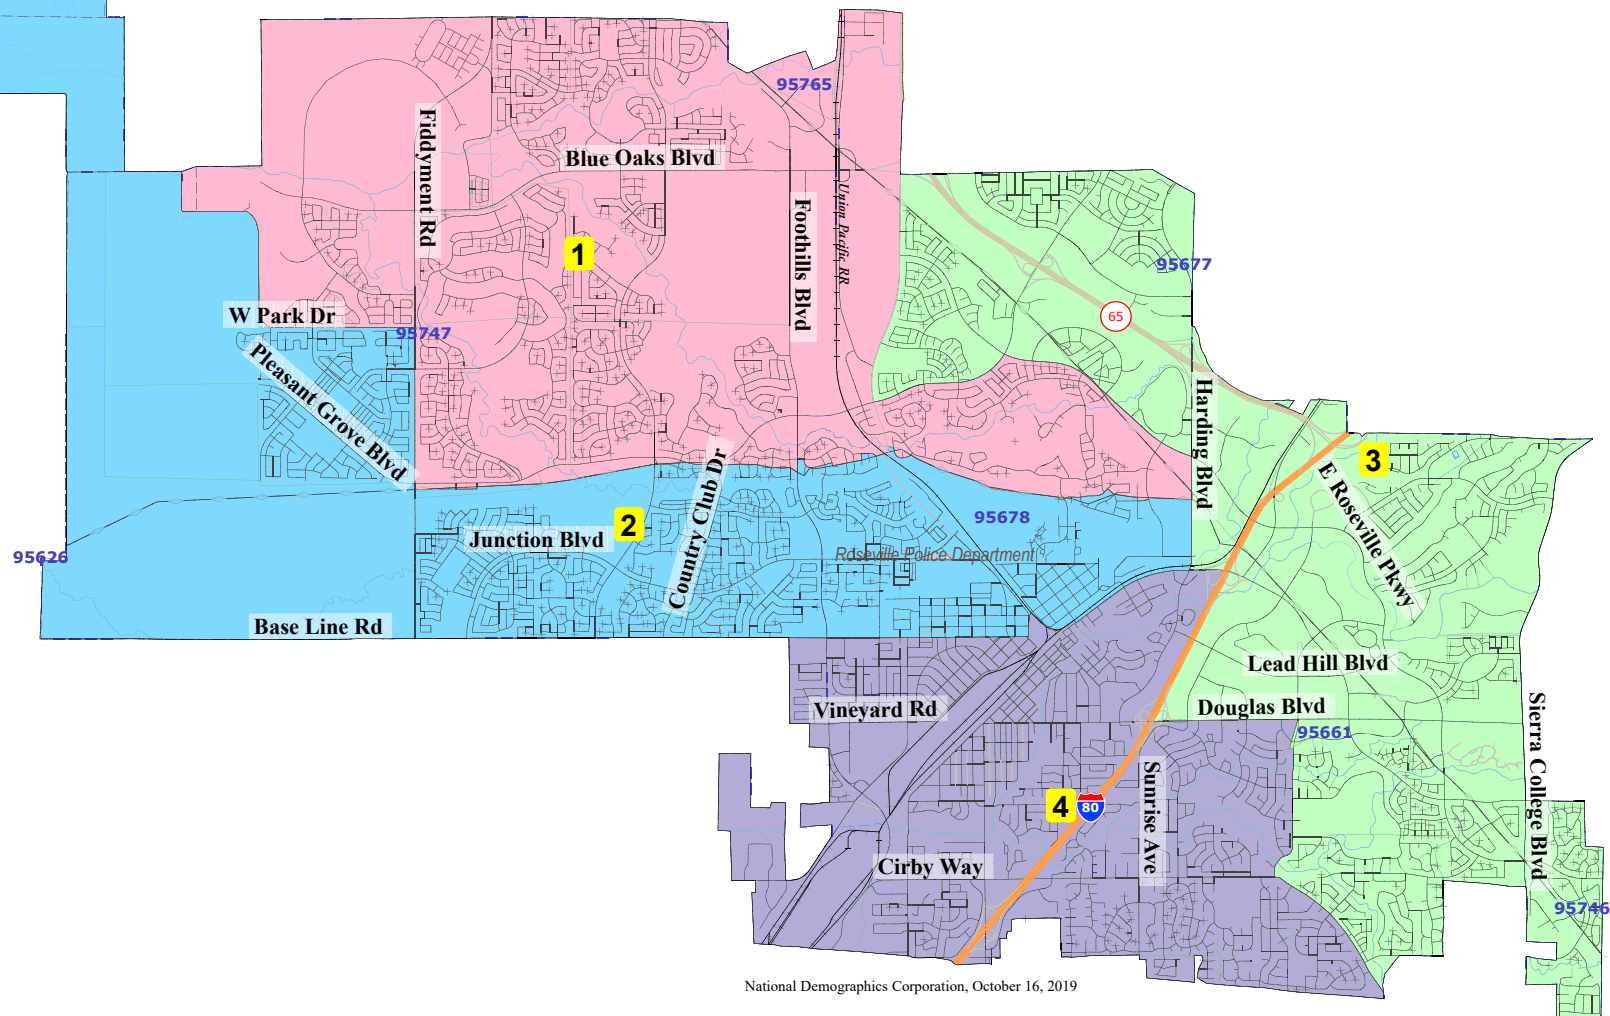 95765
Fiddyment Rd
Blue Oaks Blvd
Foothills Blvd
Union Pacific RR
1
95677
W Park Dr
65
95747
Pleasant Grove Blvd
Harding Blvd
3
E Roseville Pkwy
Country Club Dr
95678
2
Junction Blvd
Roseville Police Department
95626
Base Line Rd
Lead Hill Blvd
Vineyard Rd
Douglas Blvd
95661
Sierra College Blvd
Sunrise Ave
4
80
Cirby Way
95746
National Demographics Corporation, October 16, 2019